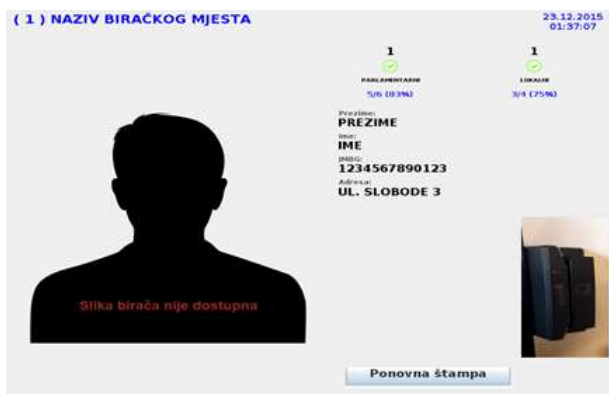 ( 1 ) NAZIV BIRAČKOG MJESTA
23.12.2015
01:37:07
1
1
PARLAMENTARNI
LOKALNI
5/6 (83%)
3/4 (75%)
Prezime:
PREZIME
Ime:
IME
JMBG:
1234567890123
Adresa:
UL. SLOBODE 3
Slika birača nije dostupna
Ponovna štampa